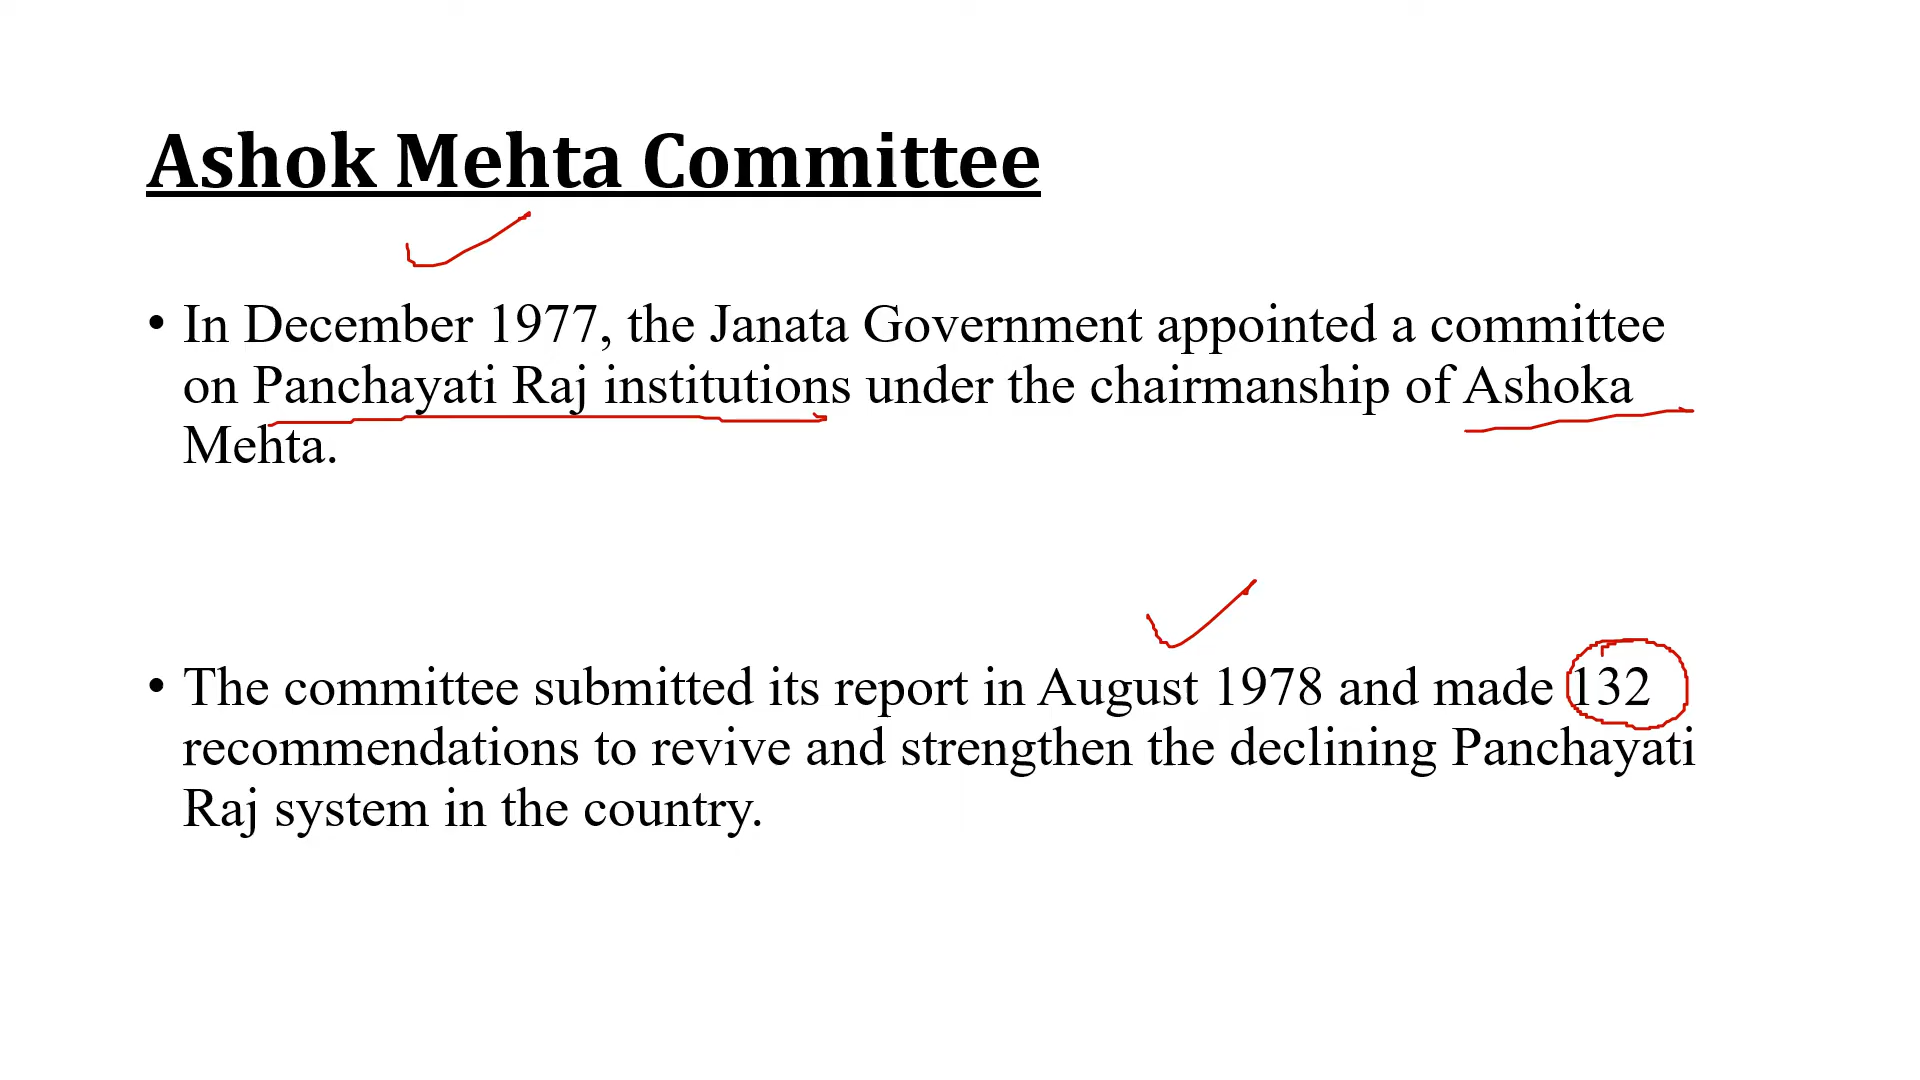 Ashok Mehta Committee
• In December 1977, the Janata Government appointed a committee
on Panchayati Raj institutions under the chairmanship of Ashoka
Mehta.
• The committee submitted its report in August 1978 and made 132
recommendations to revive and strengthen the declining Panchayati
Raj system in the country.